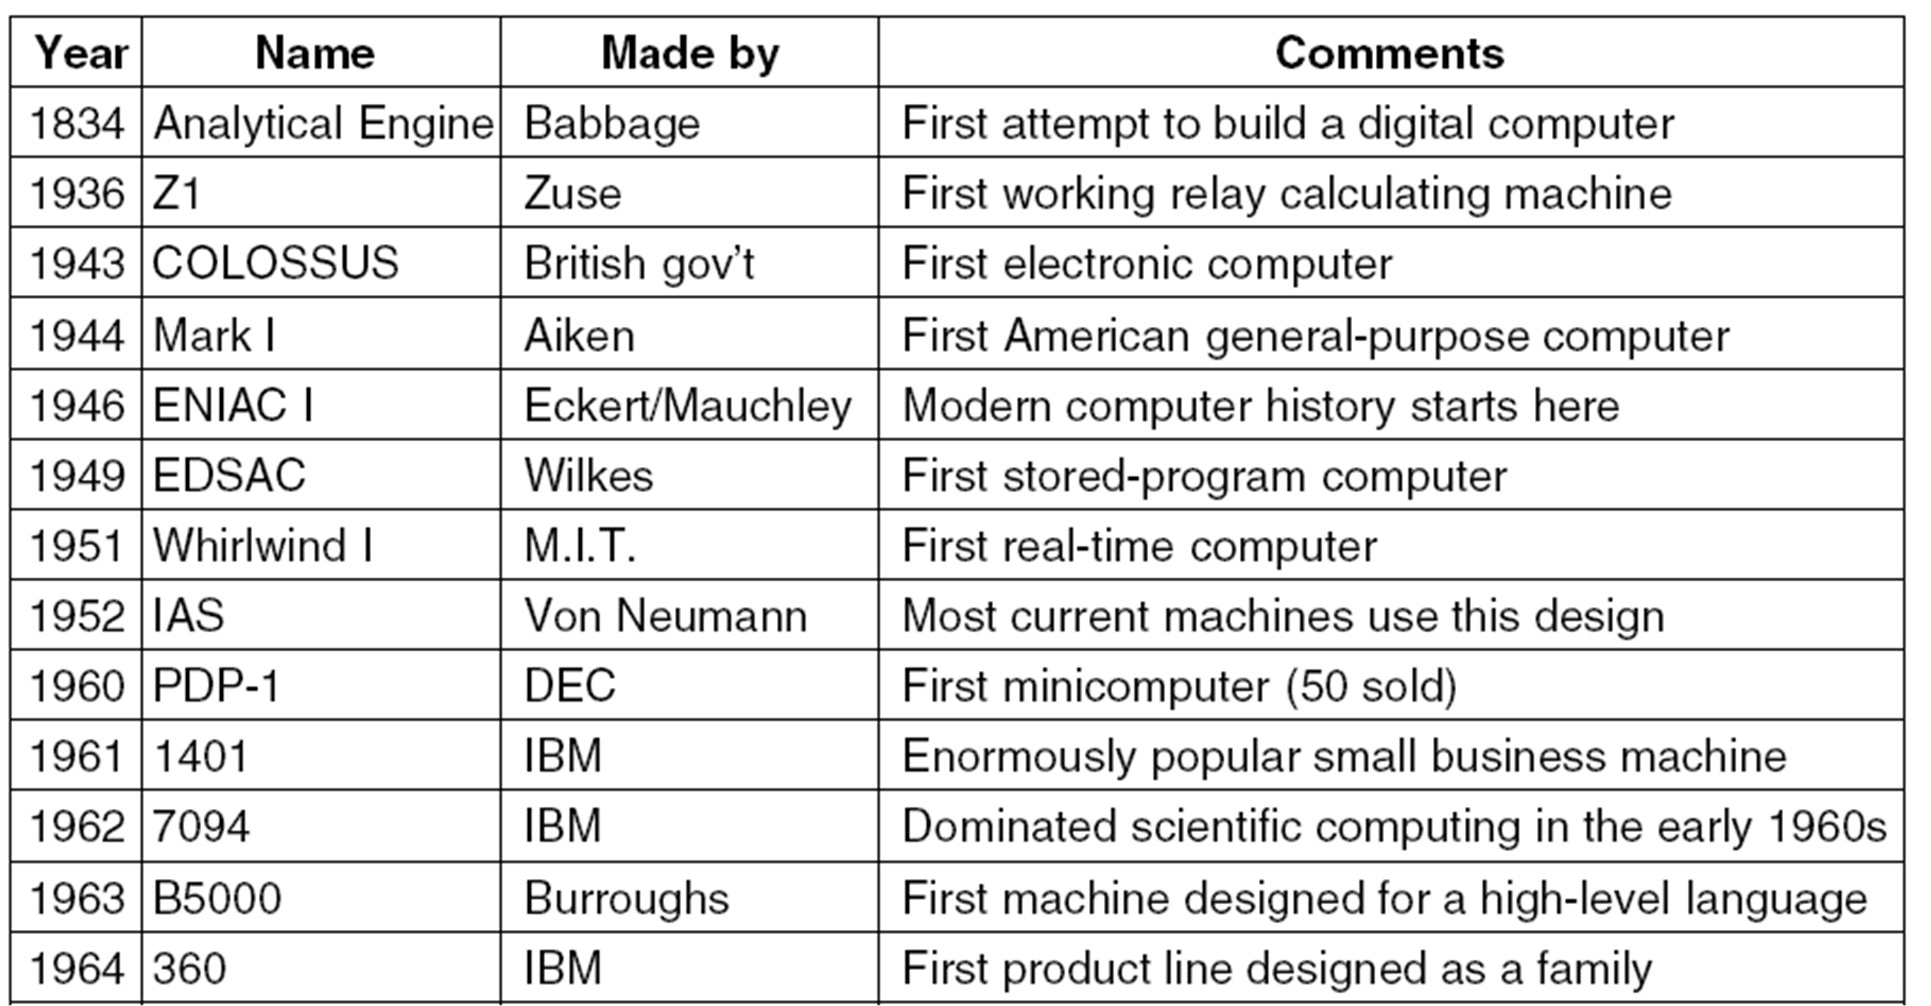 Year Name Made by Comments
1834 Analytical Engine Babbage First attempt to build a digital computer
1936 Z1 Zuse First working relay calculating machine
1943 COLOSSUS British gov't First electronic computer
1944 Mark I Aiken First American general-purpose computer
1946 ENIAC I Eckert/Mauchley Modern computer history starts here
1949 EDSAC Wilkes First stored-program computer
1951 Whirlwind I M.I.T. First real-time computer
1952 IAS Von Neumann Most current machines use this design
1960 PDP-1 DEC First minicomputer (50 sold)
1961 1401 IBM Enormously popular small business machine
1962 7094 IBM Dominated scientific computing in the early 1960s
1963 B5000 Burroughs First machine designed for a high-level language
1964 360 IBM First product line designed as a family